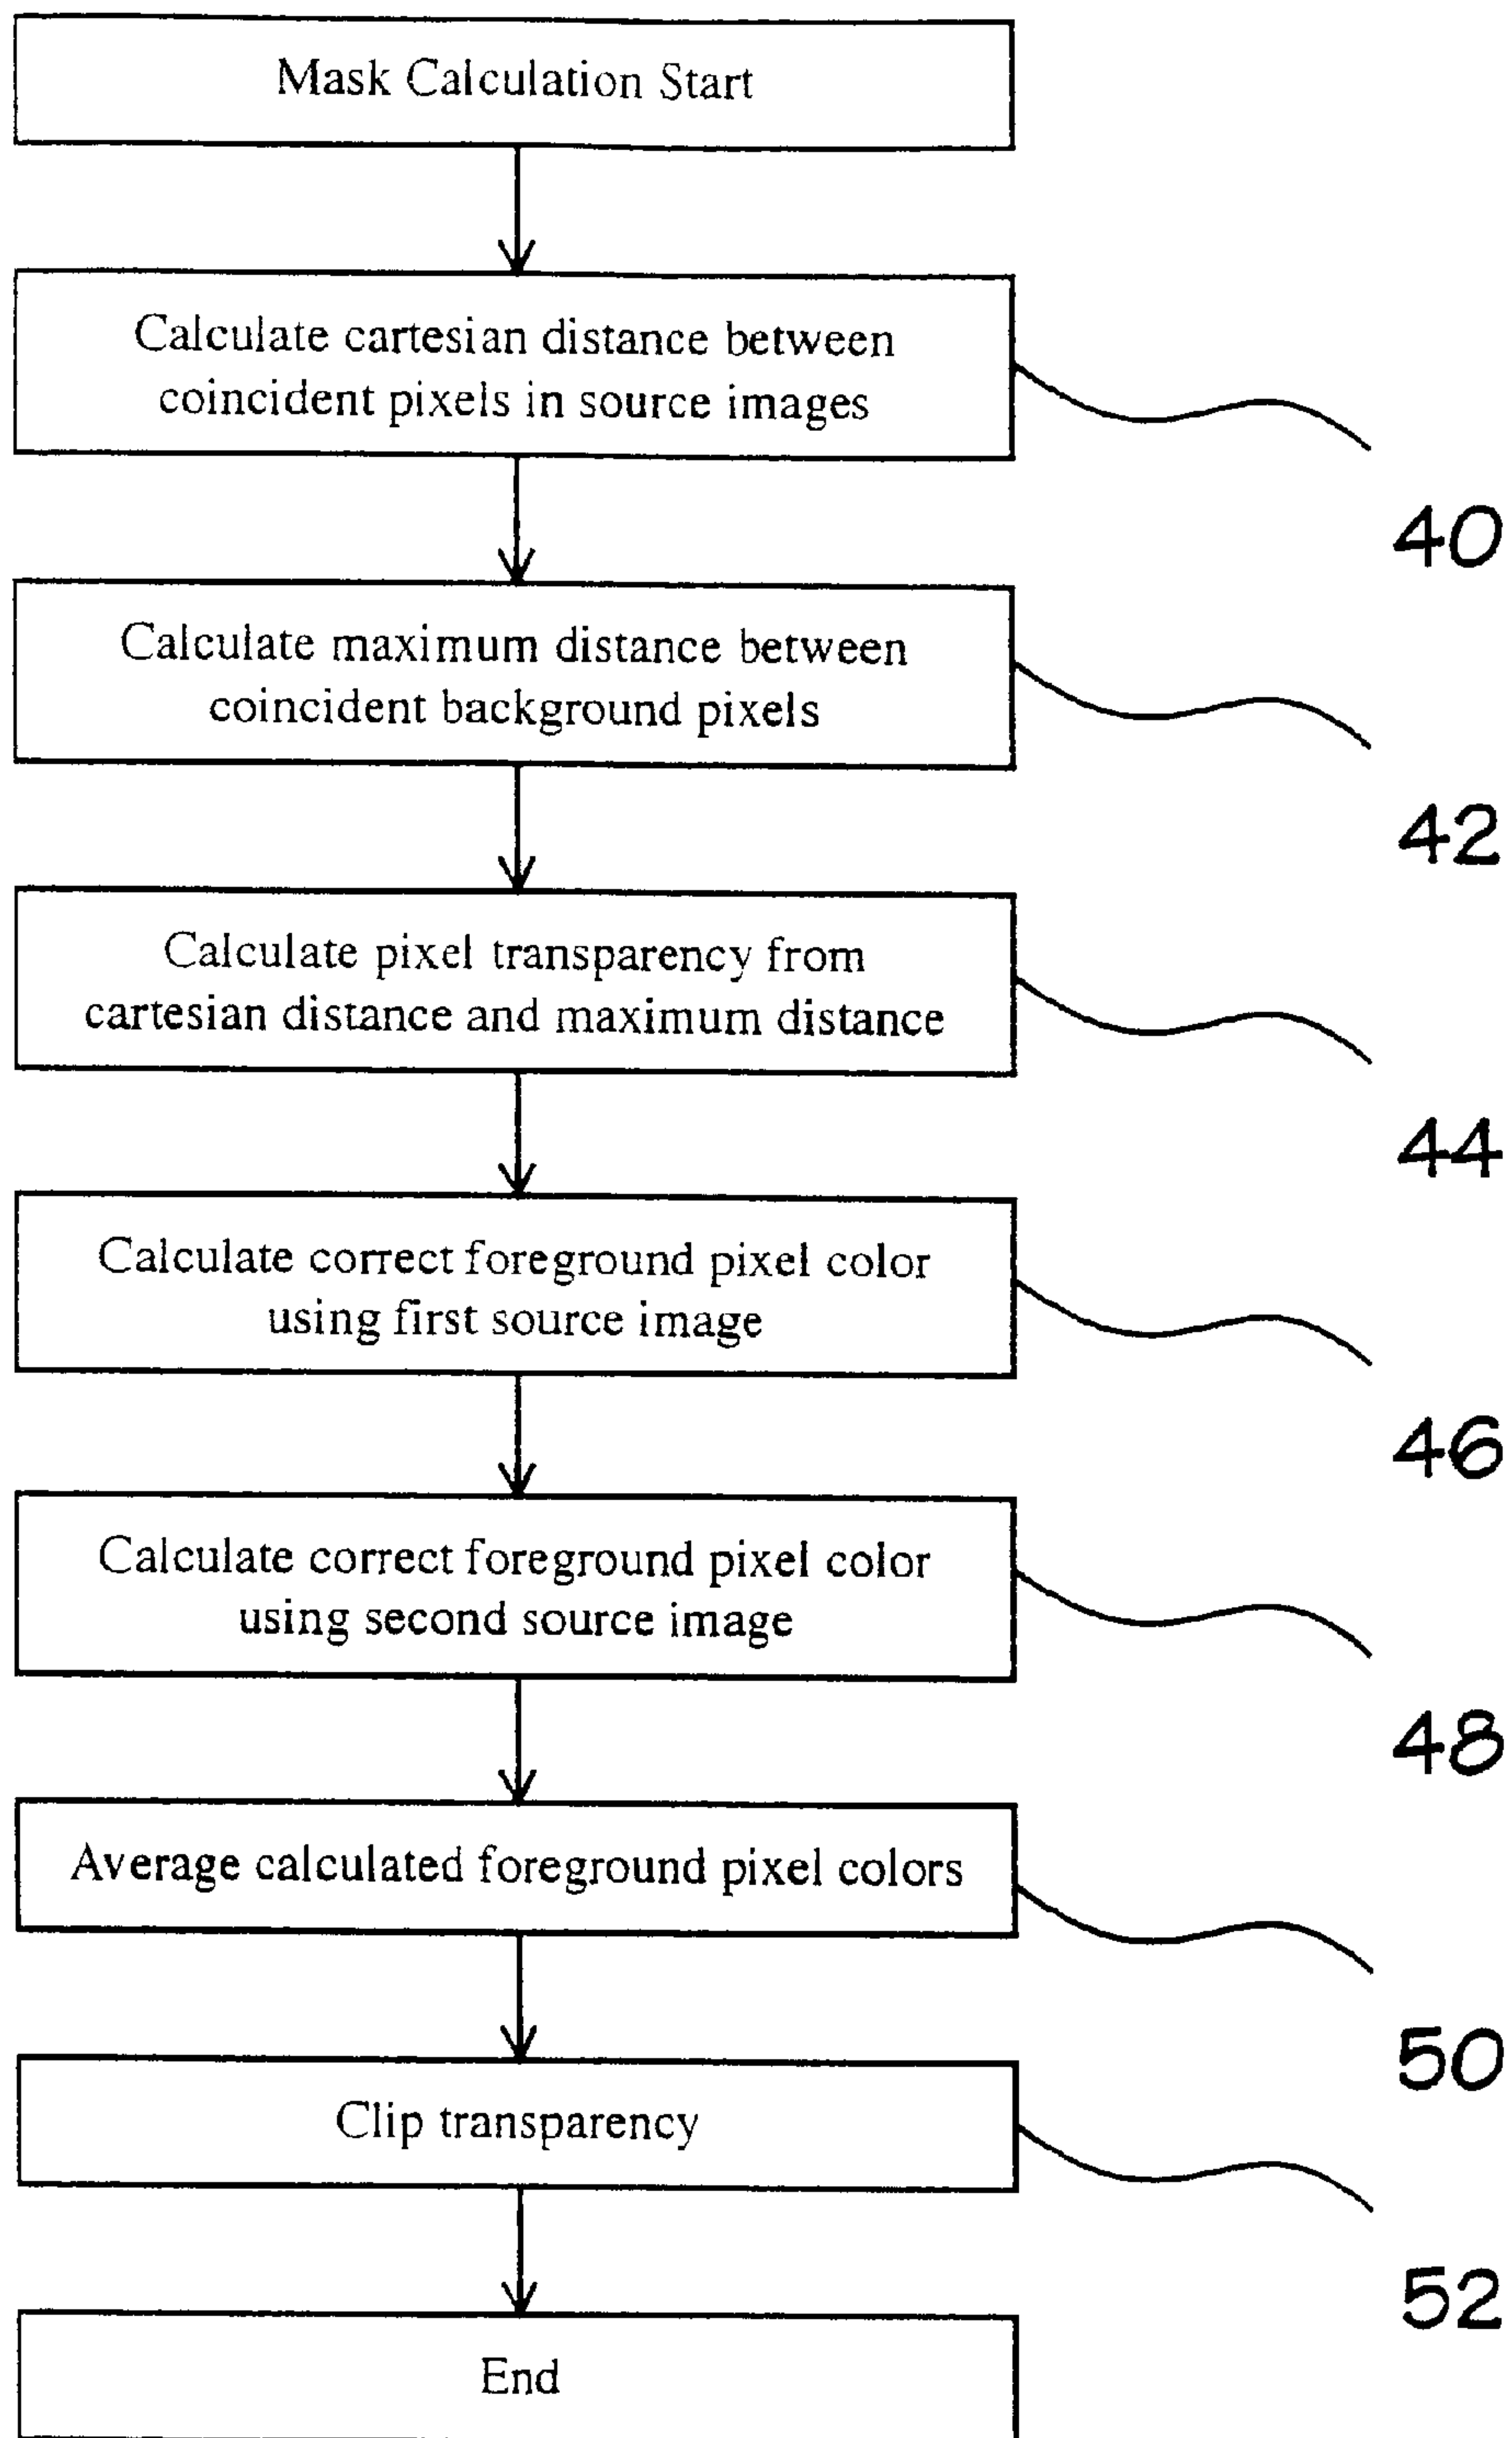 Mask Calculation Start
Calculate cartesian distance between
coincident pixels in source images
40
Calculate maximum distance between
coincident background pixels
42
Calculate pixel transparency from
cartesian distance and maximum distance
44
Calculate correct foreground pixel color
using first source image
46
Calculate correct foreground pixel color
using second source image
48
Average calculated foreground pixel colors
50
Clip transparency
52
End